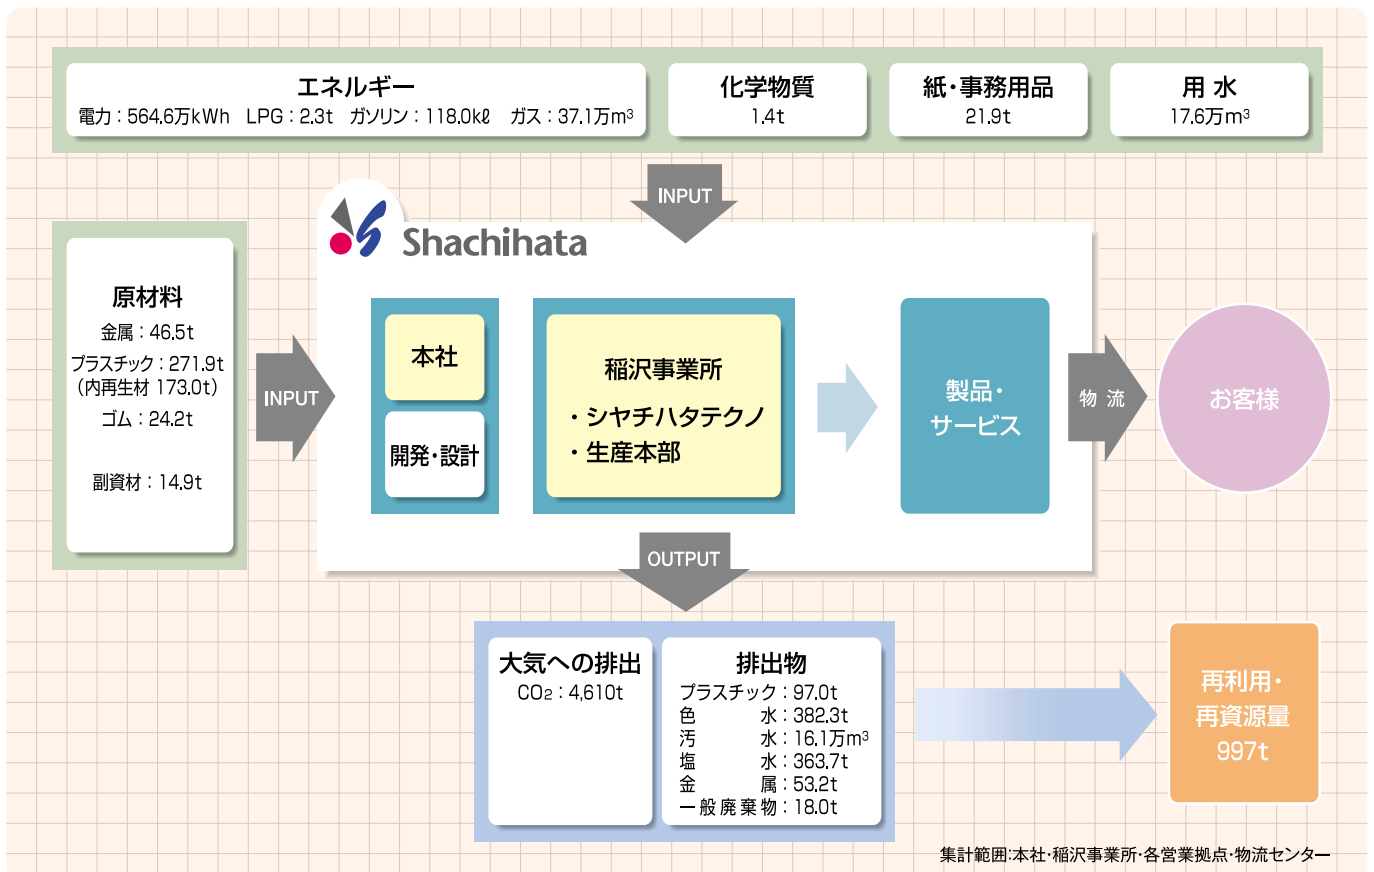 エネルギー
電力：564.6万kWh LPG：2.3t ガソリン：118.0kℓ ガス：37.1万m³
化学物質
1.4t
紙・事務用品
21.9t
用 水
17.6万m³
INPUT
原材料
金属：46.5t
プラスチック：271.9t
（内再生材 173.0t）
ゴム：24.2t
副資材：14.9t
INPUT
Shachihata
本社
開発・設計
稲沢事業所
・シヤチハタテクノ
・生産本部
製品・
サービス
物 流
お客様
OUTPUT
大気への排出
CO₂：4,610t
排出物
プラスチック：97.0t
色 水：382.3t
汚 水：16.1万m³
塩 水：363.7t
金 属：53.2t
一般廃棄物：18.0t
再利用・
再資源量
997t
集計範囲:本社・稲沢事業所・各営業拠点・物流センター